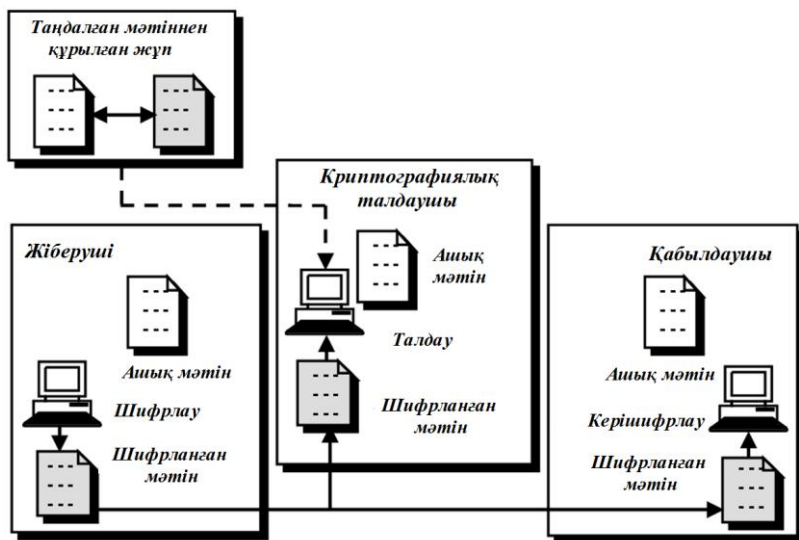 Таңдалған мәтіннен
құрылған жұп
Криптографиялық
талдаушы
Ашық
мәтін
Талдау
Шифрланған
мәтін
Жіберуші
Ашық мәтін
Шифрлау
Шифрланған
мәтін
Қабылдаушы
Ашық мәтін
Керішифрлау
Шифрланған
мәтін